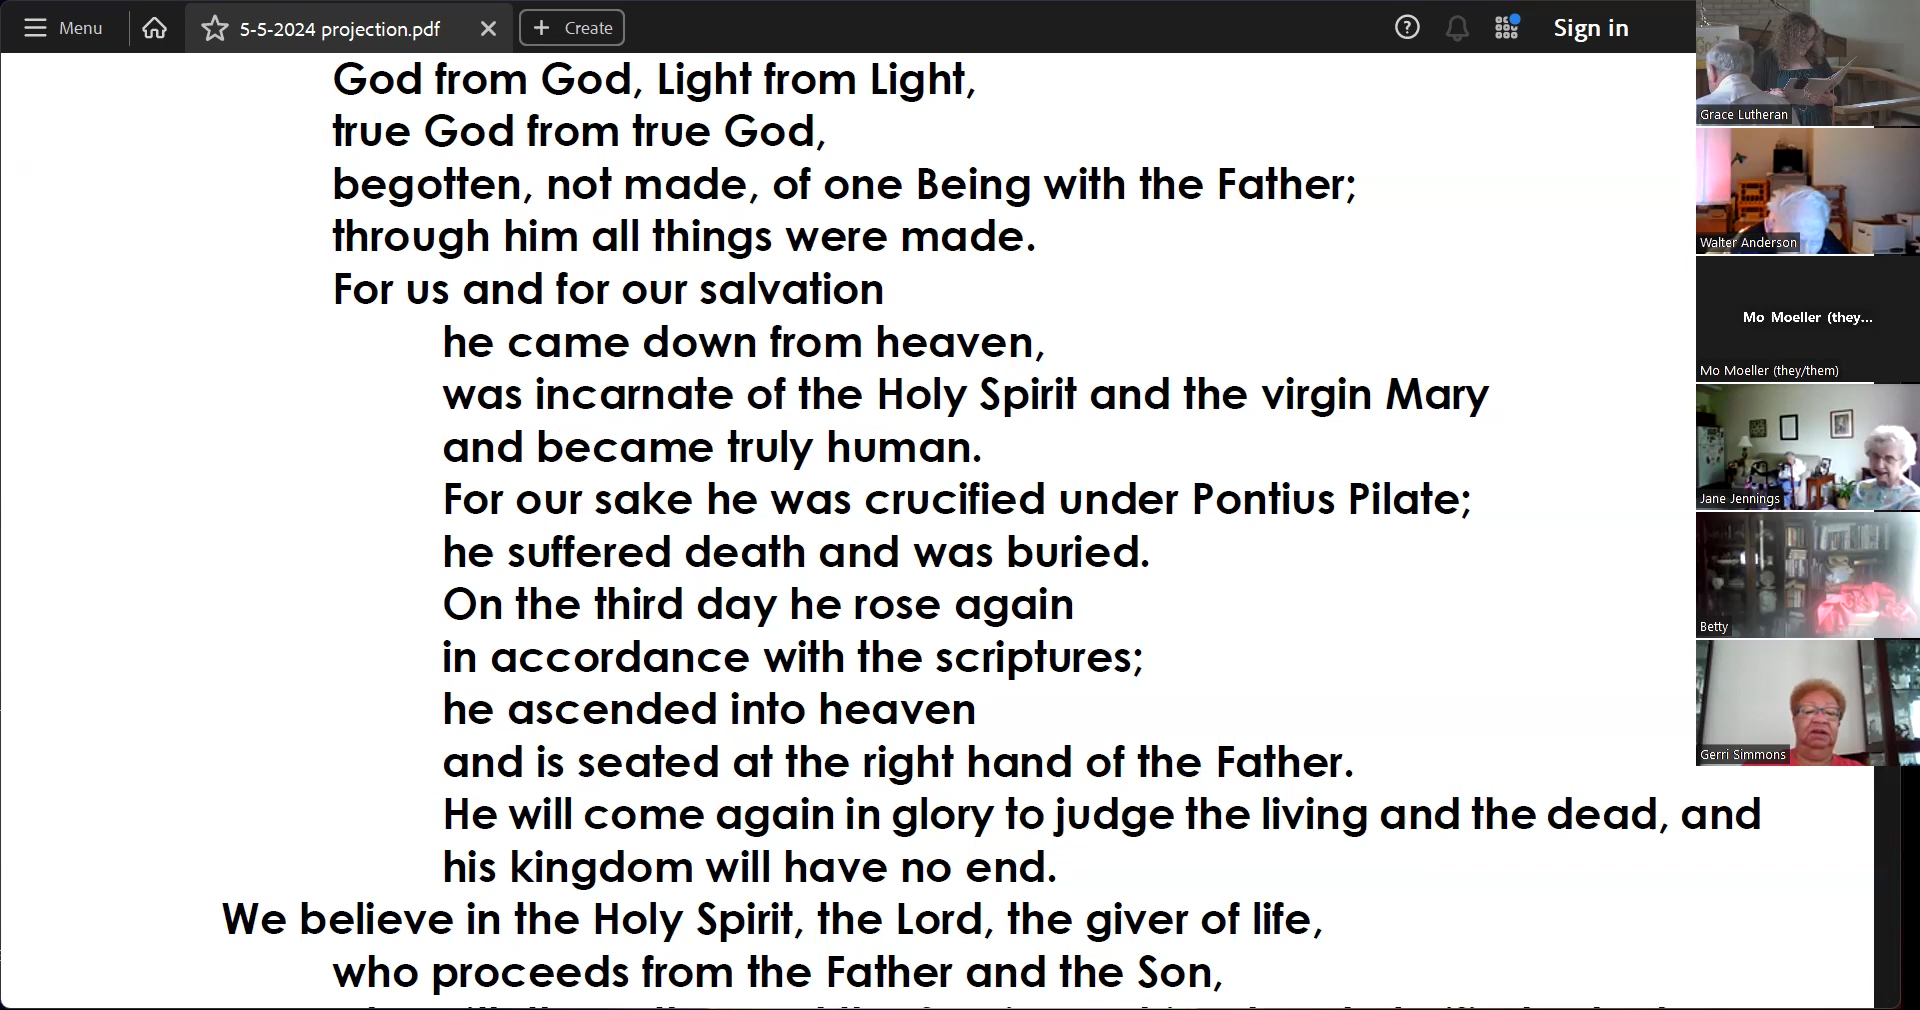 Menu
5-5-2024 projection.pdf
Create
Sign in
God from God, Light from Light,
true God from true God,
begotten, not made, of one Being with the Father;
through him all things were made.
For us and for our salvation
he came down from heaven,
was incarnate of the Holy Spirit and the virgin Mary
and became truly human.
For our sake he was crucified under Pontius Pilate;
he suffered death and was buried.
On the third day he rose again
in accordance with the scriptures;
he ascended into heaven
and is seated at the right hand of the Father.
He will come again in glory to judge the living and the dead, and
his kingdom will have no end.
We believe in the Holy Spirit, the Lord, the giver of life,
who proceeds from the Father and the Son,
Grace Lutheran
Walter Anderson
Mo Moeller (they...
Mo Moeller (they/them)
Jane Jennings
Betty
Gerri Simmons